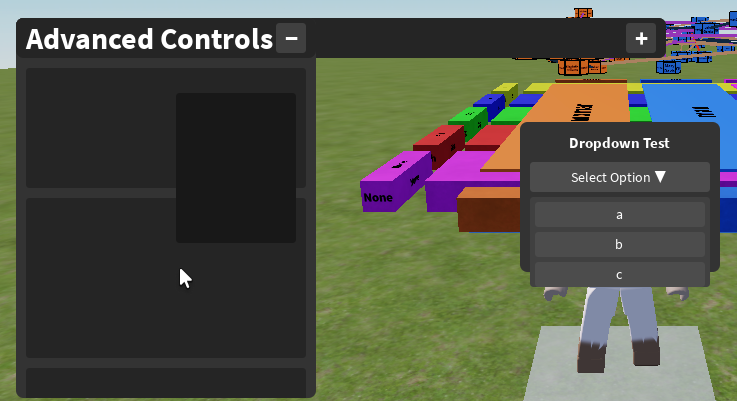 Advanced Controls −
+
Dropdown Test
Select Option ▼
a
b
c
None